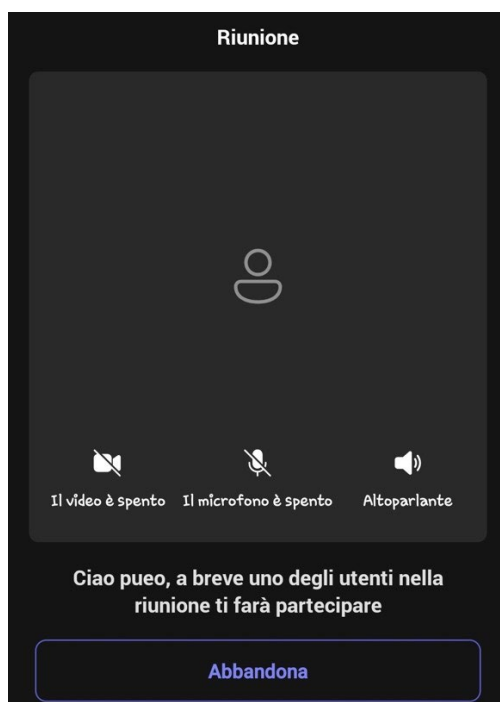 Riunione
Il video è spento
Il microfono è spento
Altoparlante
Ciao pueo, a breve uno degli utenti nella
riunione ti farà partecipare
Abbandona